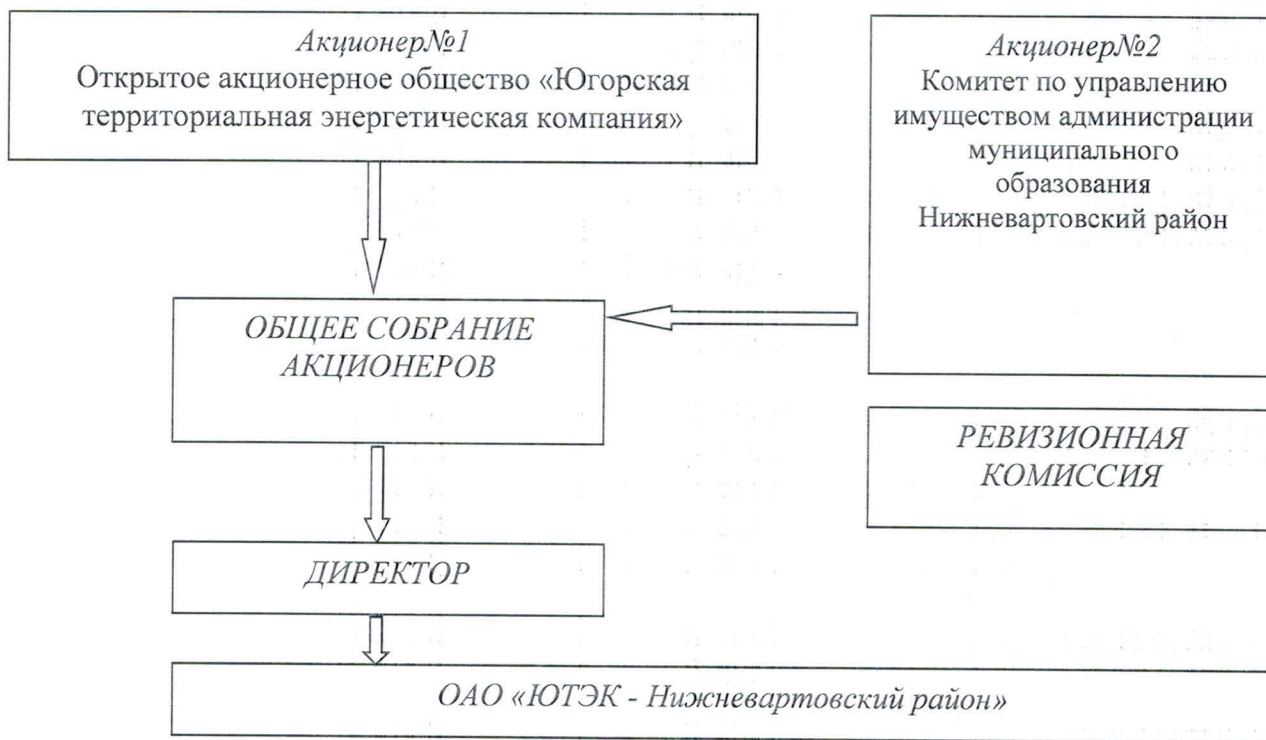 Акционер№1
Открытое акционерное общество «Югорская
территориальная энергетическая компания»
Акционер№2
Комитет по управлению
имуществом администрации
муниципального
образования
Нижневартовский район
ОБЩЕЕ СОБРАНИЕ
АКЦИОНЕРОВ
РЕВИЗИОННАЯ
КОМИССИЯ
ДИРЕКТОР
ОАО «ЮТЭК - Нижневартовский район»